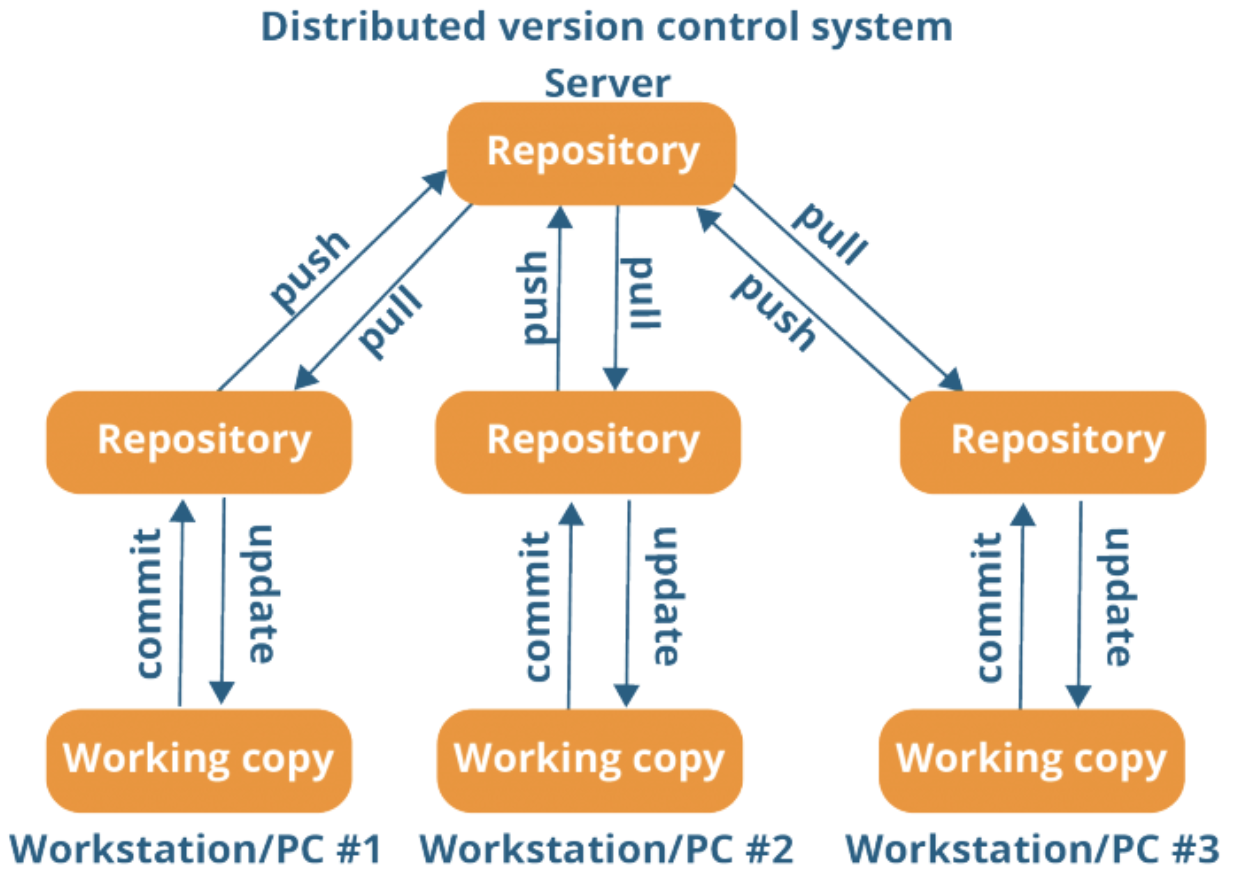 Distributed version control system
Server
Repository
push
pull
push
pull
push
pull
Repository
Repository
Repository
commit
update
commit
update
commit
update
Working copy
Working copy
Working copy
Workstation/PC #1
Workstation/PC #2
Workstation/PC #3